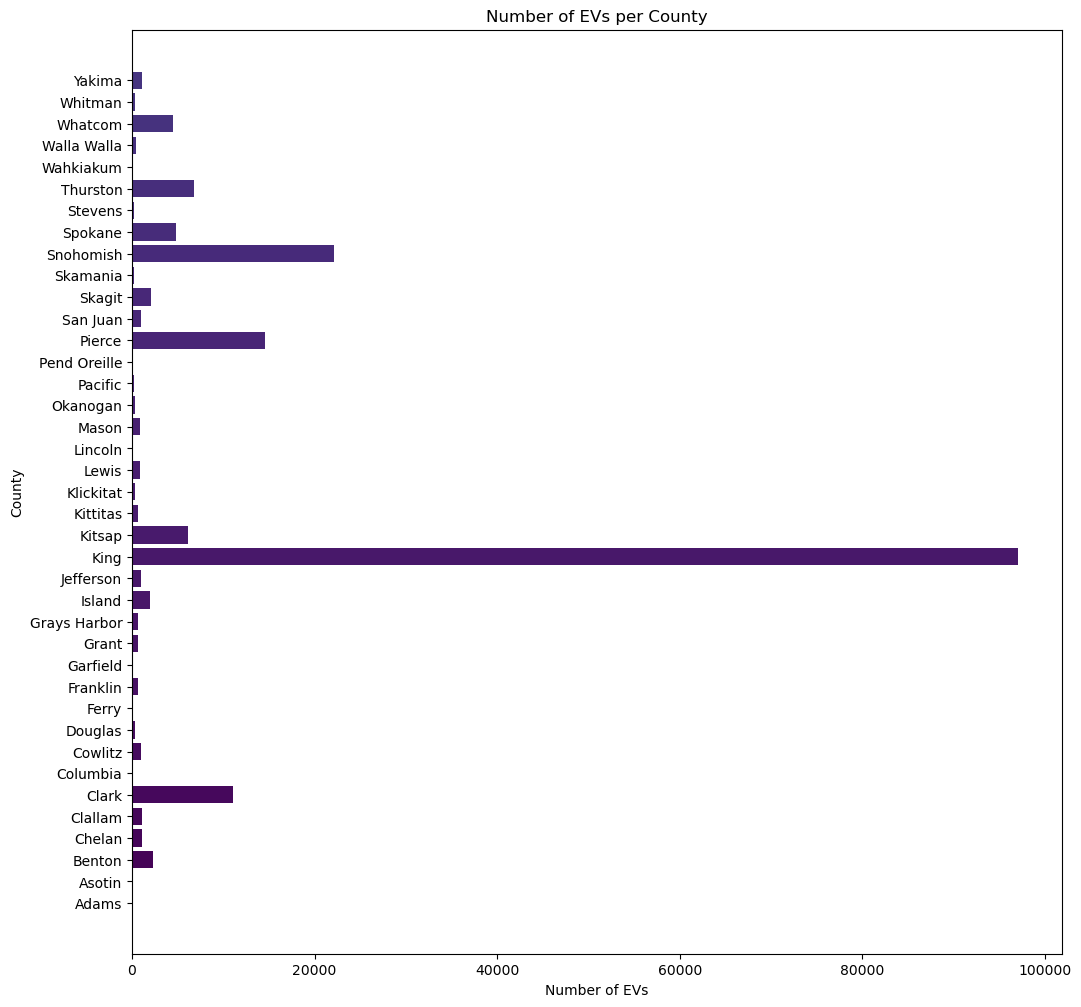 Number of EVs per County
Yakima
Whitman
Whatcom
Walla Walla
Wahkiakum
Thurston
Stevens
Spokane
Snohomish
Skamania
Skagit
San Juan
Pierce
Pend Oreille
Pacific
Okanogan
Mason
Lincoln
Lewis
Klickitat
Kittitas
Kitsap
King
Jefferson
Island
Grays Harbor
Grant
Garfield
Franklin
Ferry
Douglas
Cowlitz
Columbia
Clark
Clallam
Chelan
Benton
Asotin
Adams
County
0 20000 40000 60000 80000 100000
Number of EVs